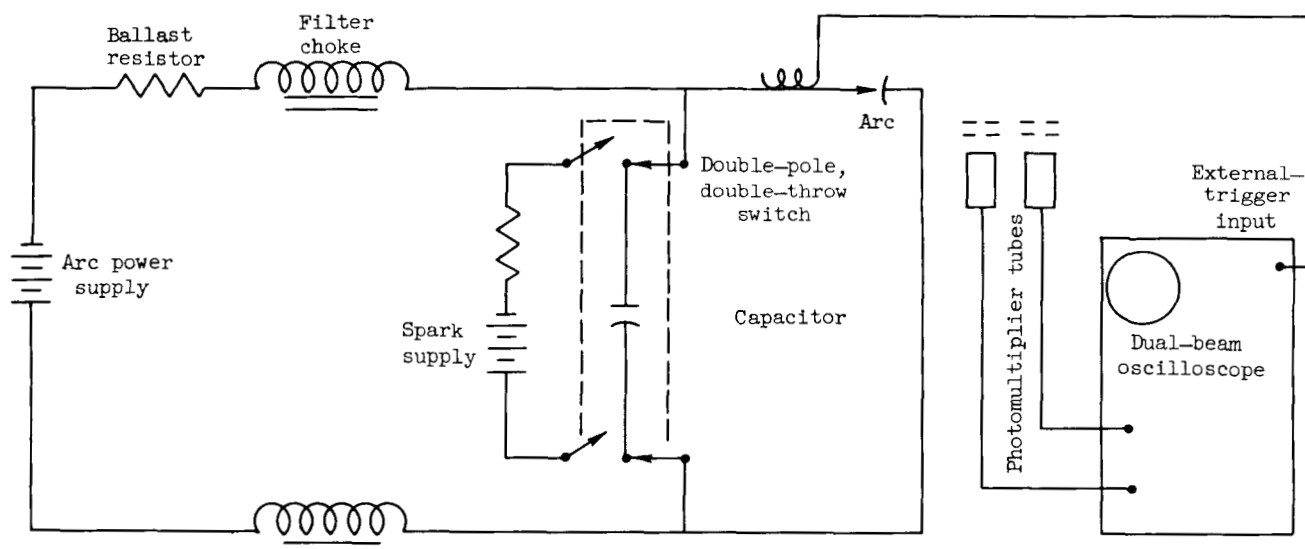 Ballast
resistor
Filter
choke
Arc
Double—pole,
double—throw
switch
External—
trigger
input
Arc power
supply
Spark
supply
Capacitor
Photomultiplier tubes
Dual—beam
oscilloscope